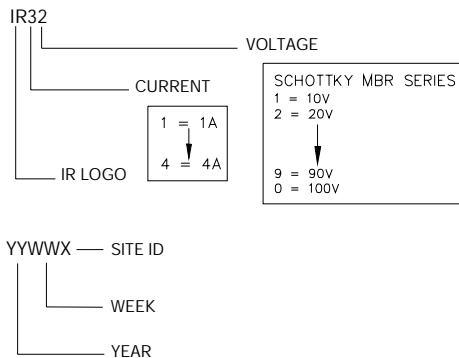 IR32
VOLTAGE
CURRENT
IR LOGO
1 = 1A
4 = 4A
SCHOTTKY MBR SERIES
1 = 10V
2 = 20V
9 = 90V
0 = 100V
YYWWX
SITE ID
WEEK
YEAR